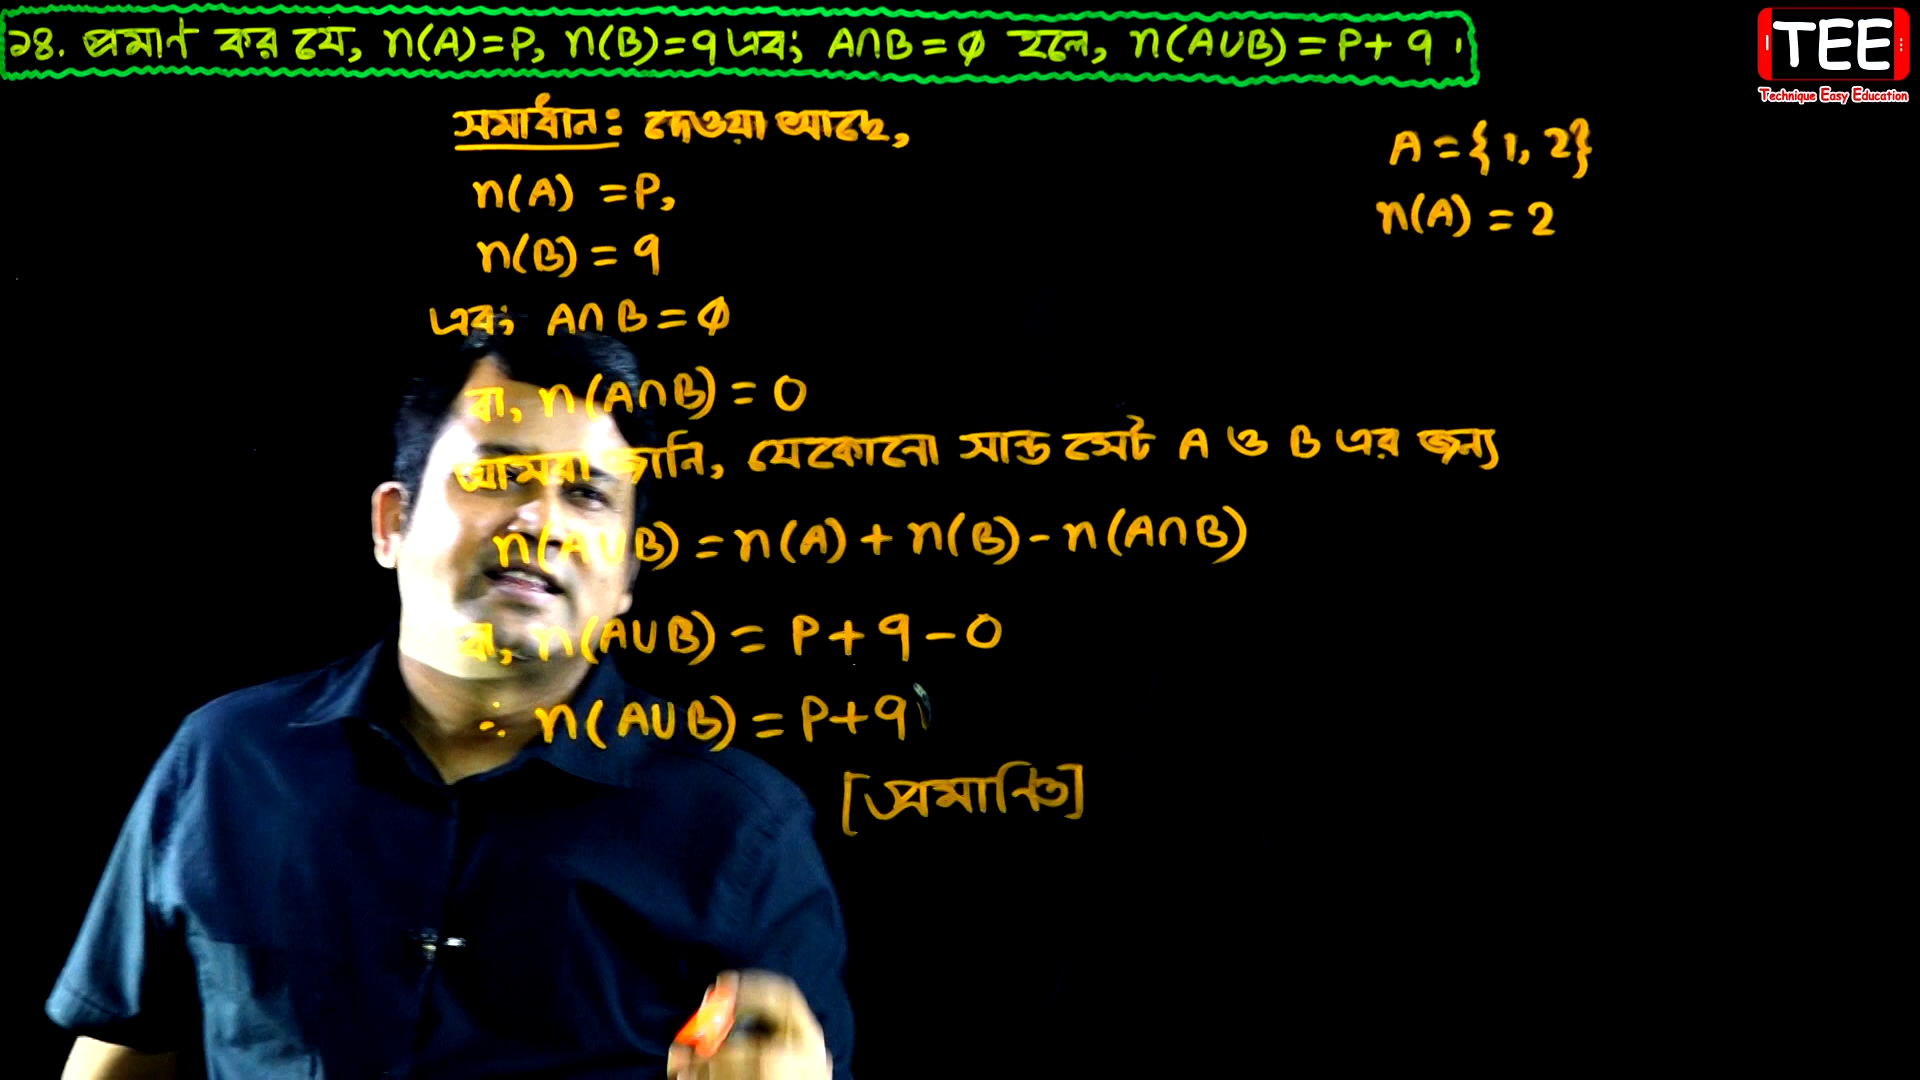 ১৪. প্রমাণ কর যে, n(A)=P, n(B)=q এবং A∩B=φ হলে, n(A∪B)=P+q।
TEE
Technique Easy Education
সমাধান: দেওয়া আছে,
A={1, 2}
n(A) =P,
n(A) = 2
n(B) = q
এবং A∩B=φ
বা, n(A∩B)=0
আমরা জানি, যেকোনো সান্ত সেট A ও B এর জন্য
n(A∪B) =n(A)+n(B)-n(A∩B)
বা, n(A∪B) = P+q-0
∴ n(A∪B) = P+q
[প্রমাণিত]